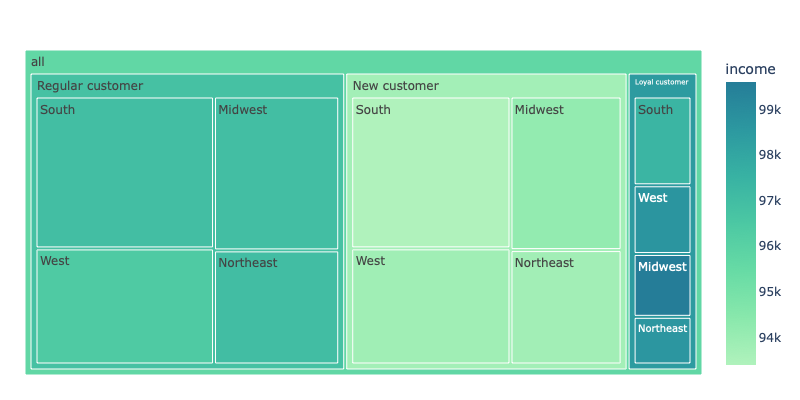 all
Regular customer
South
Midwest
West
Northeast
New customer
South
Midwest
West
Northeast
Loyal customer
South
West
Midwest
Northeast
income
99k
98k
97k
96k
95k
94k